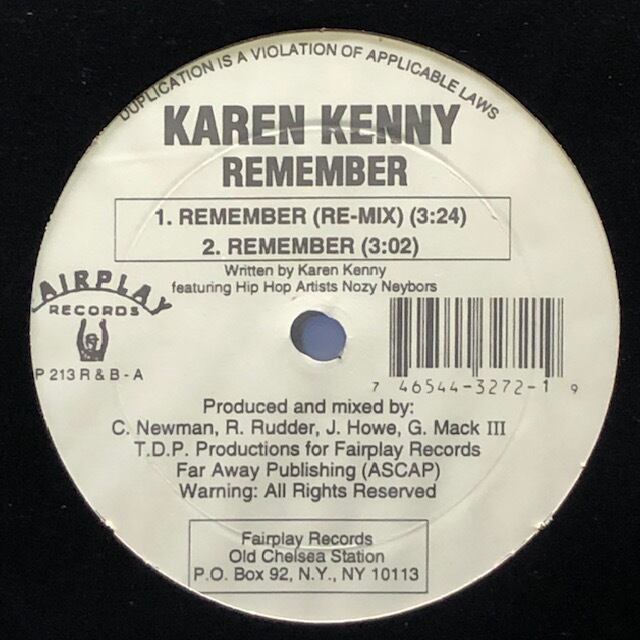 DUPLICATION IS A VIOLATION OF APPLICABLE LAWS
KAREN KENNY
REMEMBER
1. REMEMBER (RE-MIX) (3:24)
2. REMEMBER (3:02)
Written by Karen Kenny
featuring Hip Hop Artists Nozy Neybors
AIRPLAY
RECORDS
P 213 R & B - A
7 46544-3272-1 9
Produced and mixed by:
C. Newman, R. Rudder, J. Howe, G. Mack III
T.D.P. Productions for Fairplay Records
Far Away Publishing (ASCAP)
Warning: All Rights Reserved
Fairplay Records
Old Chelsea Station
P.O. Box 92, N.Y., NY 10113